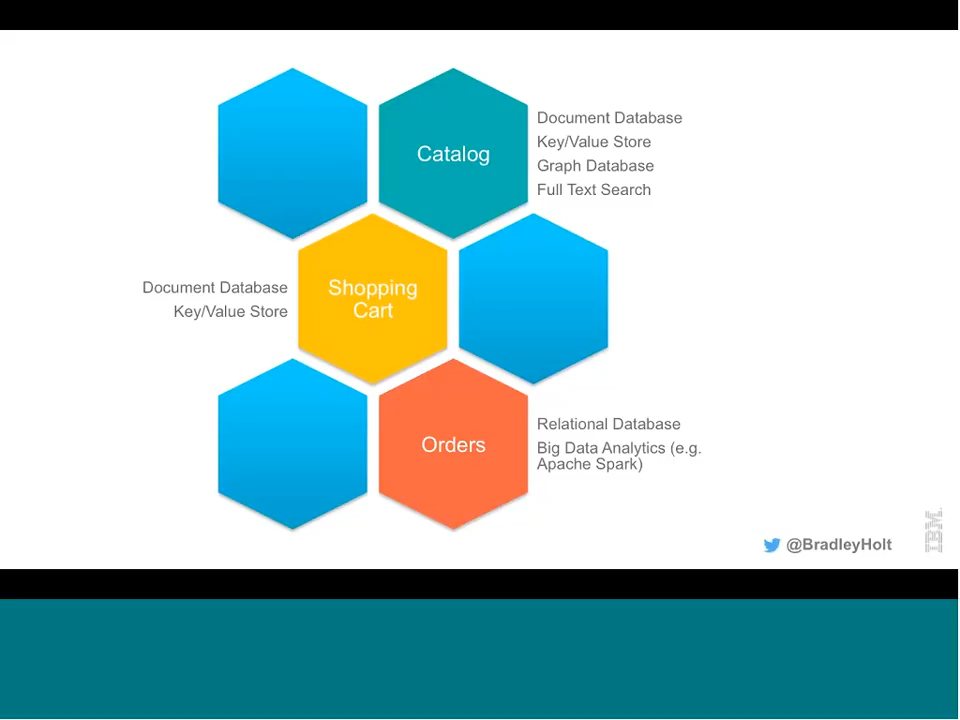 Catalog
Document Database
Key/Value Store
Graph Database
Full Text Search
Document Database
Key/Value Store
Shopping
Cart
Orders
Relational Database
Big Data Analytics (e.g.
Apache Spark)
@BradleyHolt
IBM